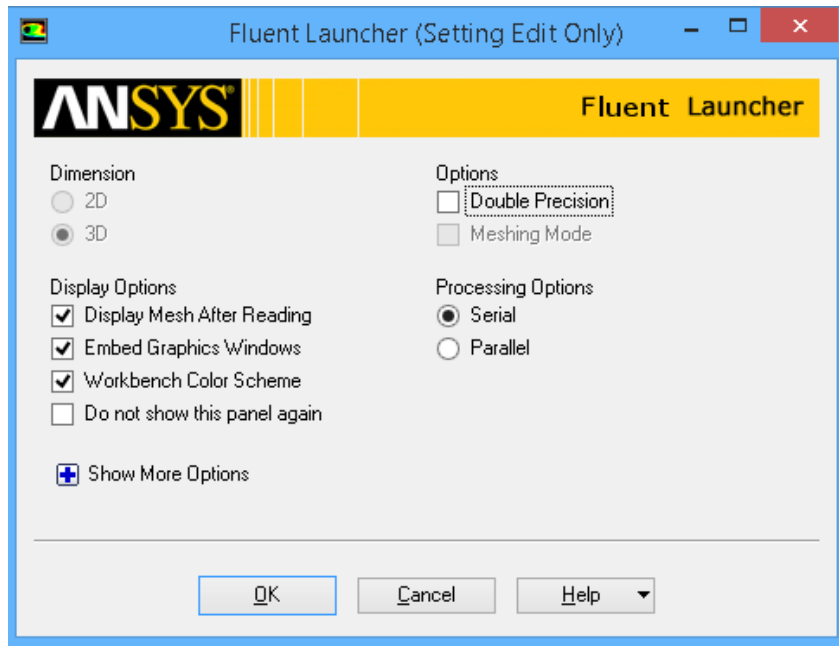 Fluent Launcher (Setting Edit Only)
ANSYS®
Fluent Launcher
Dimension
2D
3D
Options
Double Precision
Meshing Mode
Display Options
Display Mesh After Reading
Embed Graphics Windows
Workbench Color Scheme
Do not show this panel again
Processing Options
Serial
Parallel
Show More Options
OK
Cancel
Help